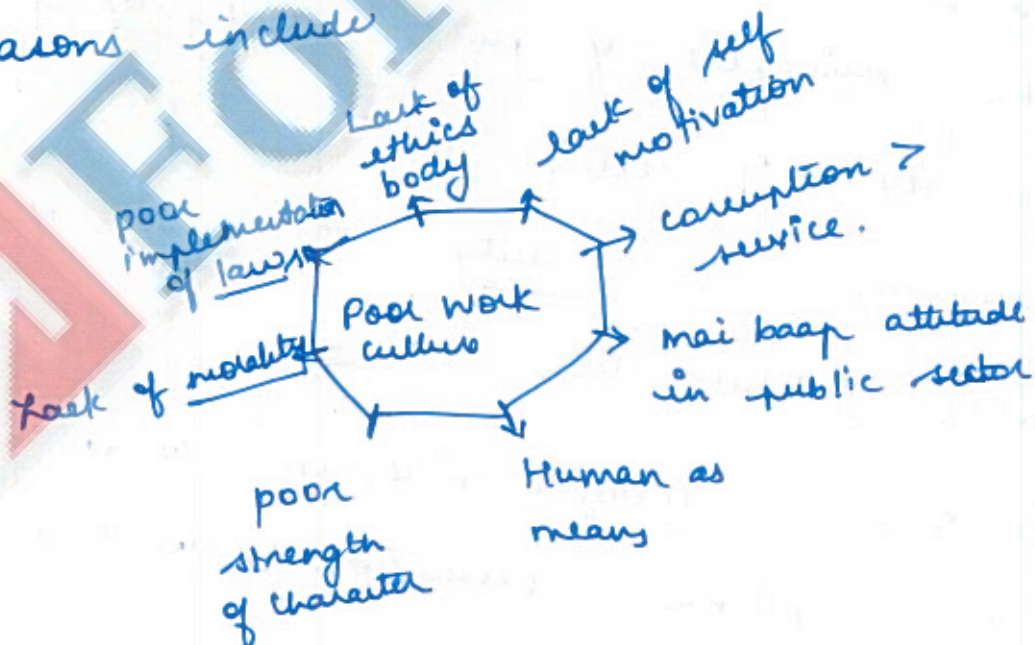 asons include
Lack of
ethics
body
lack of self
motivation
corruption >
service.
mai baap attitude
in public sector
Human as
means
poor
strength
of character
Lack of morality
poor
implementation
of laws
Poor Work
culture